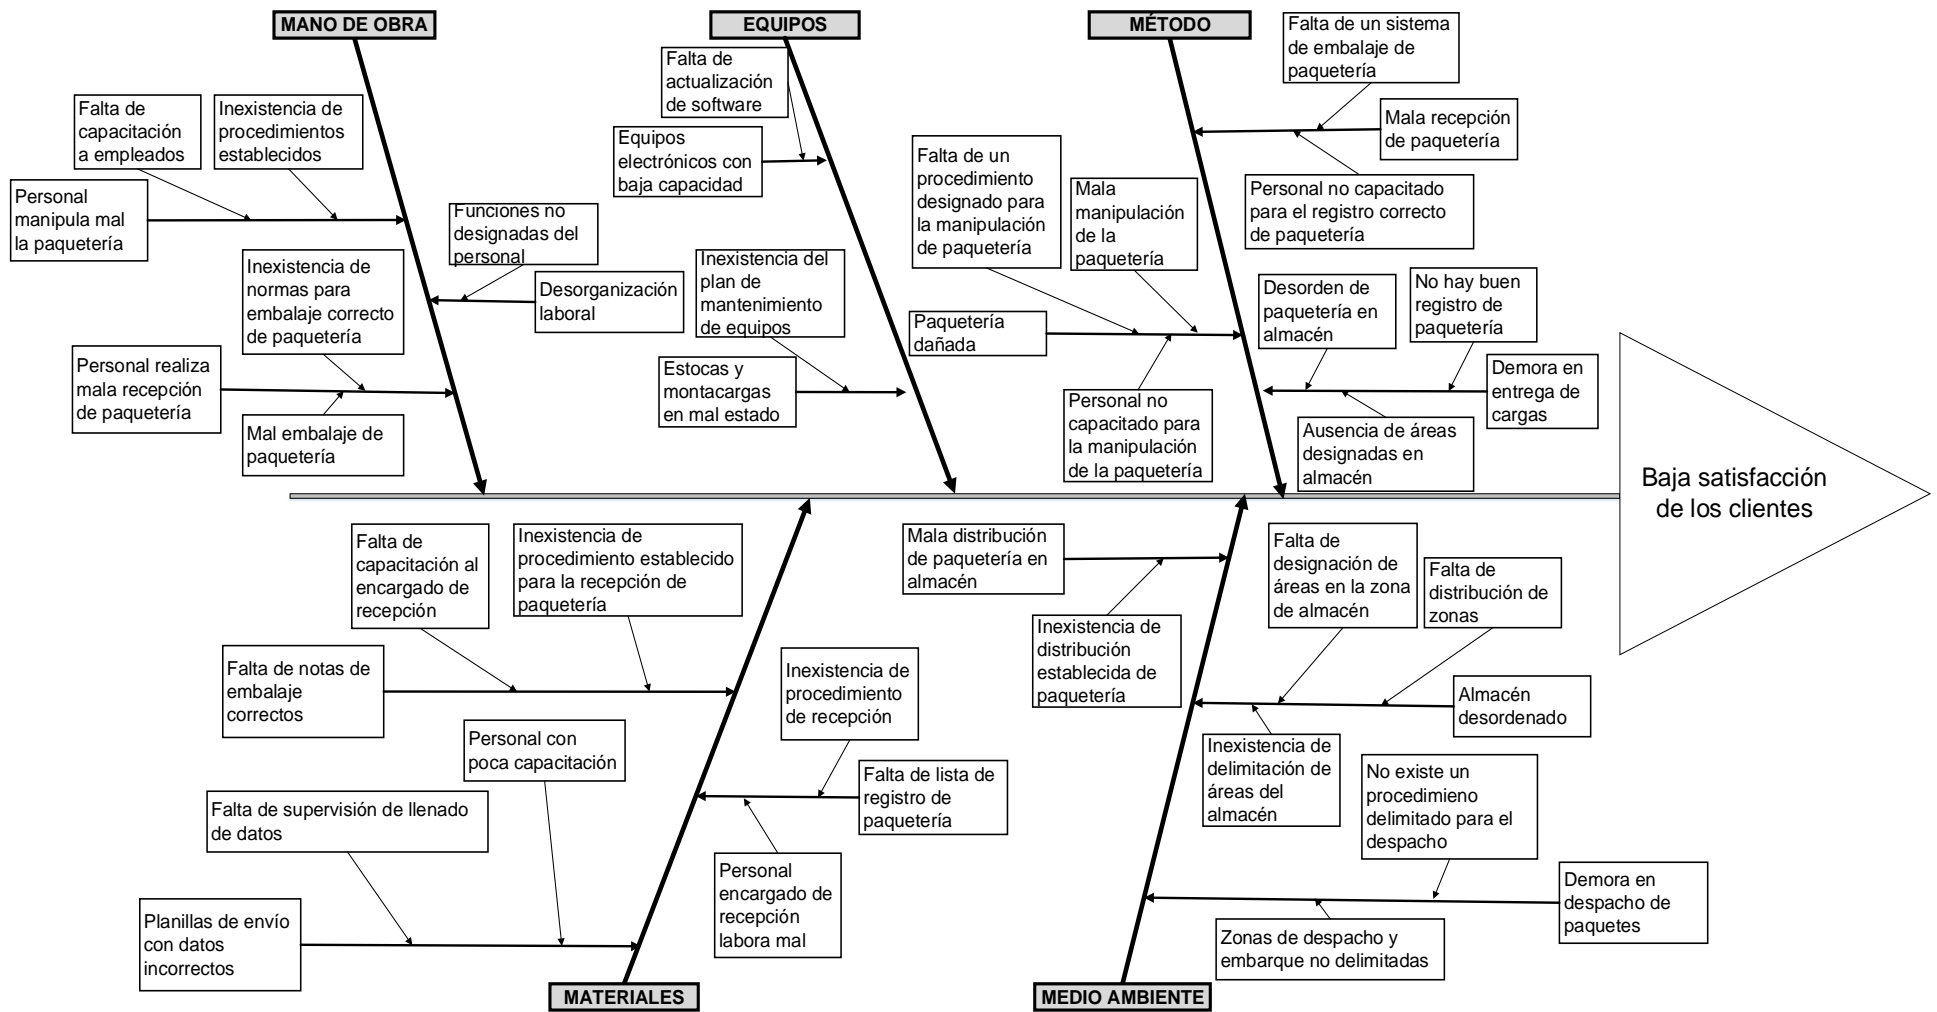 MANO DE OBRA
EQUIPOS
MÉTODO
Falta de
capacitación
a empleados
Inexistencia de
procedimientos
establecidos
Personal
manipula mal
la paquetería
Funciones no
designadas del
personal
Desorganización
laboral
Inexistencia de
normas para
embalaje correcto
de paquetería
Personal realiza
mala recepción
de paquetería
Mal embalaje de
paquetería
Falta de
actualización
de software
Equipos
electrónicos con
baja capacidad
Inexistencia del
plan de
mantenimiento
de equipos
Estocas y
montacargas
en mal estado
Falta de un sistema
de embalaje de
paquetería
Mala recepción
de paquetería
Personal no capacitado
para el registro correcto
de paquetería
Falta de un
procedimiento
designado para
la manipulación
de paquetería
Mala
manipulación
de la
paquetería
Paquetería
dañada
Personal no
capacitado para
la manipulación
de la paquetería
Desorden de
paquetería en
almacén
No hay buen
registro de
paquetería
Demora en
entrega de
cargas
Ausencia de áreas
designadas en
almacén
Baja satisfacción
de los clientes
Falta de
capacitación al
encargado de
recepción
Inexistencia de
procedimiento establecido
para la recepción de
paquetería
Falta de notas de
embalaje
correctos
Inexistencia de
procedimiento
de recepción
Falta de lista de
registro de
paquetería
Personal
encargado de
recepción
labora mal
Personal con
poca capacitación
Falta de supervisión de llenado
de datos
Planillas de envío
con datos
incorrectos
Mala distribución
de paquetería en
almacén
Inexistencia de
distribución
establecida de
paquetería
Falta de
designación de
áreas en la zona
de almacén
Falta de
distribución de
zonas
Almacén
desordenado
Inexistencia de
delimitación de
áreas del
almacén
No existe un
procedimieno
delimitado para el
despacho
Demora en
despacho de
paquetes
Zonas de despacho y
embarque no delimitadas
MATERIALES
MEDIO AMBIENTE